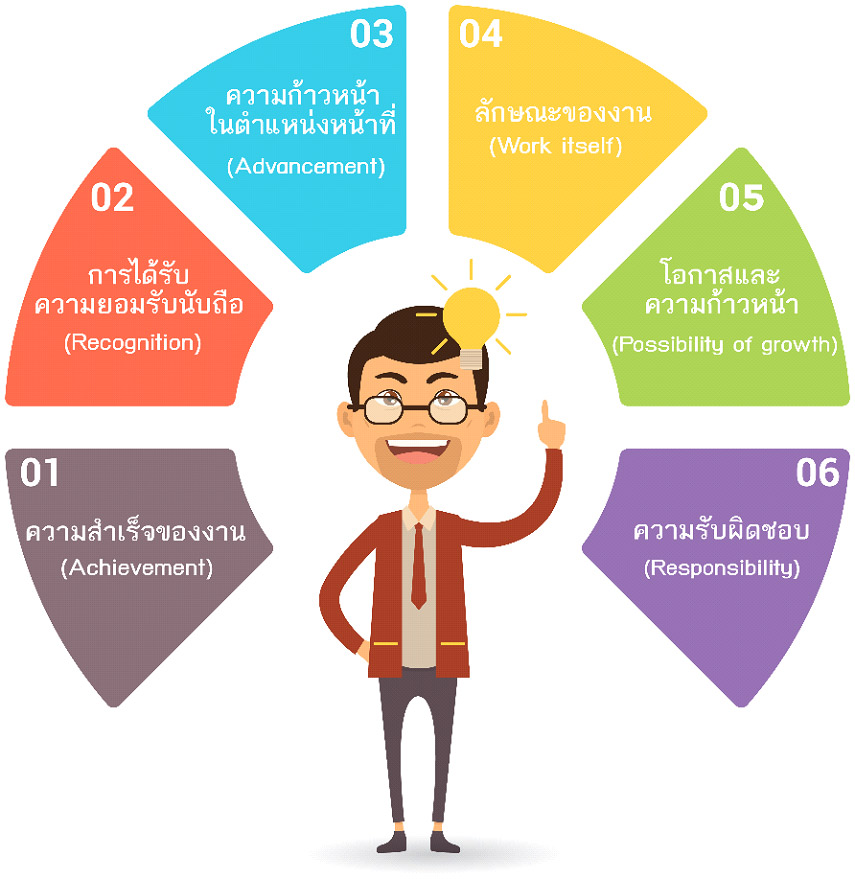 01
ความสำเร็จของงาน
(Achievement)
02
การได้รับ
ความยอมรับนับถือ
(Recognition)
03
ความก้าวหน้า
ในตำแหน่งหน้าที่
(Advancement)
04
ลักษณะของงาน
(Work itself)
05
โอกาสและ
ความก้าวหน้า
(Possibility of growth)
06
ความรับผิดชอบ
(Responsibility)